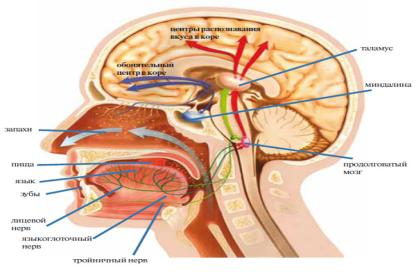 центры распознавания
вкуса в коре
таламус
обонятельный
центр в коре
миндалина
запахи
пища
язык
зубы
продолговатый
мозг
лицевой
нерв
языкоглоточный
нерв
тройничный нерв